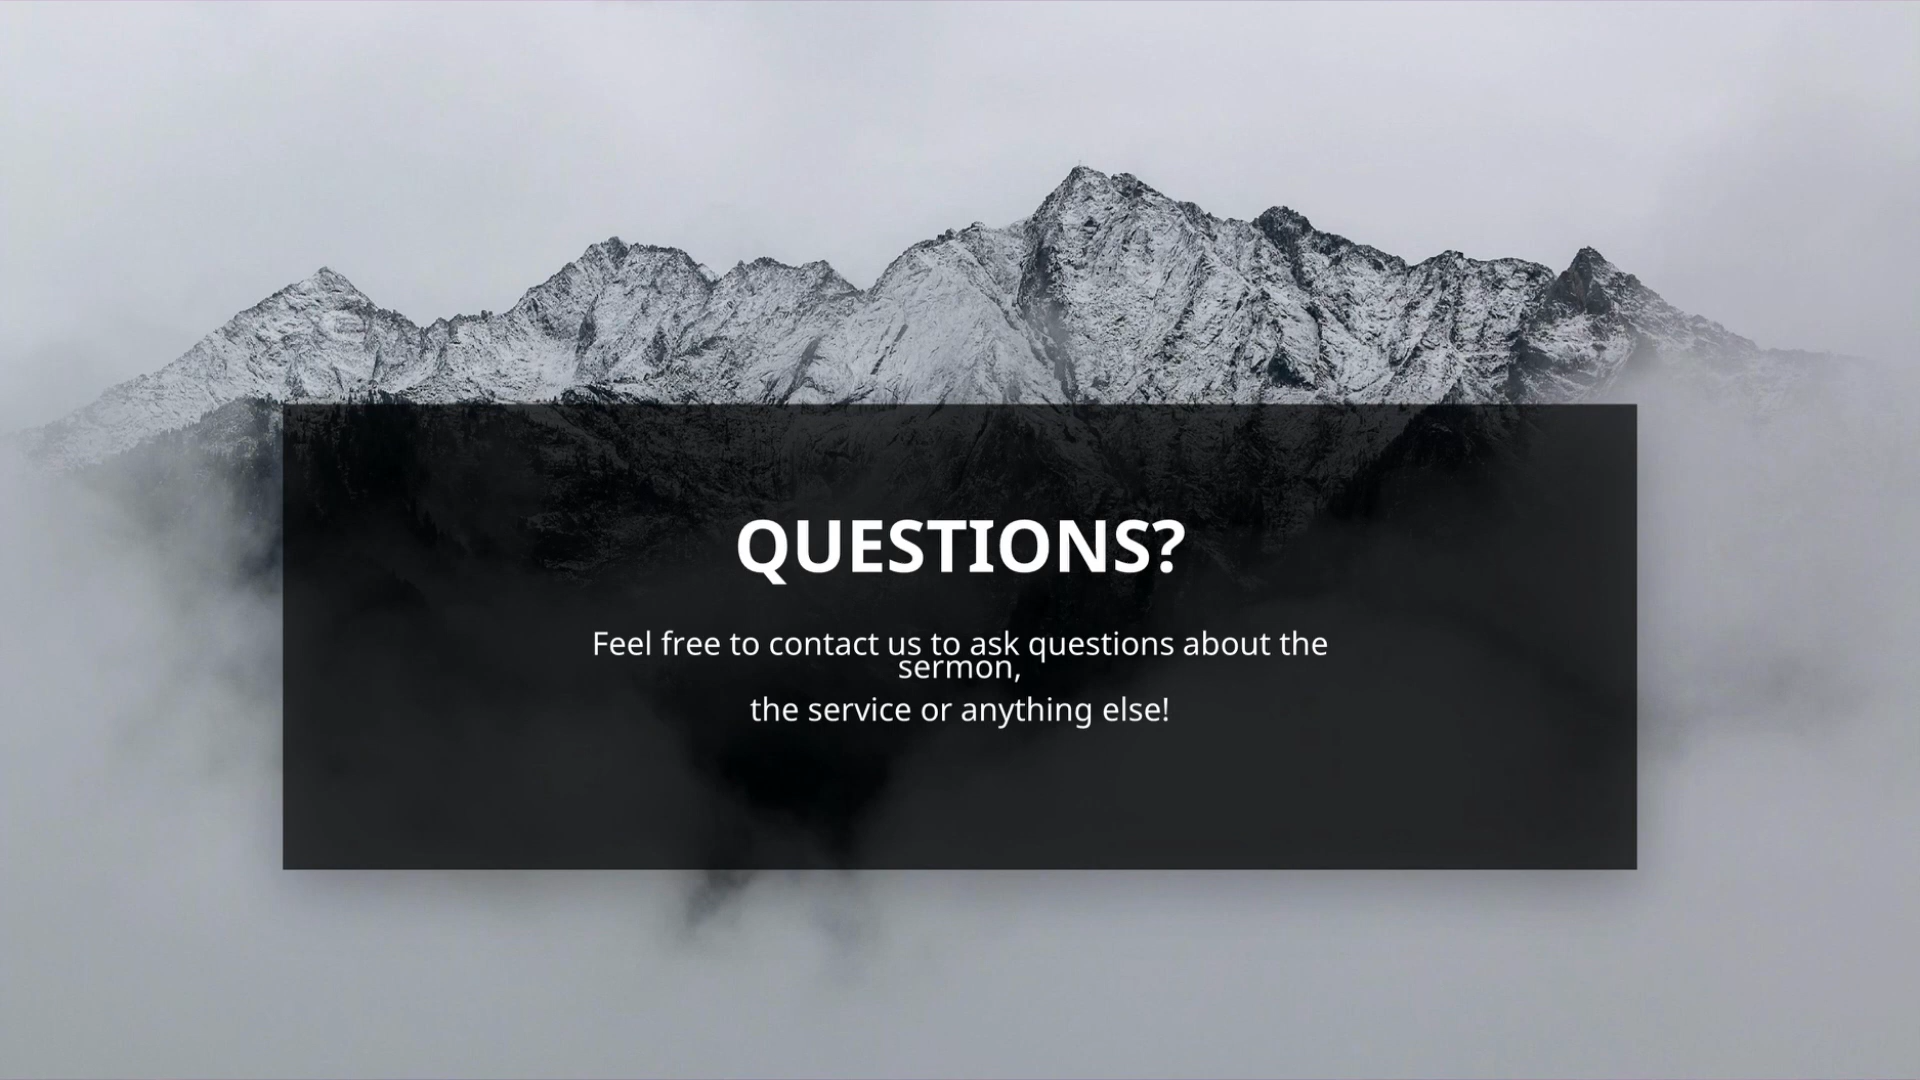 QUESTIONS?
Feel free to contact us to ask questions about the
sermon,
the service or anything else!